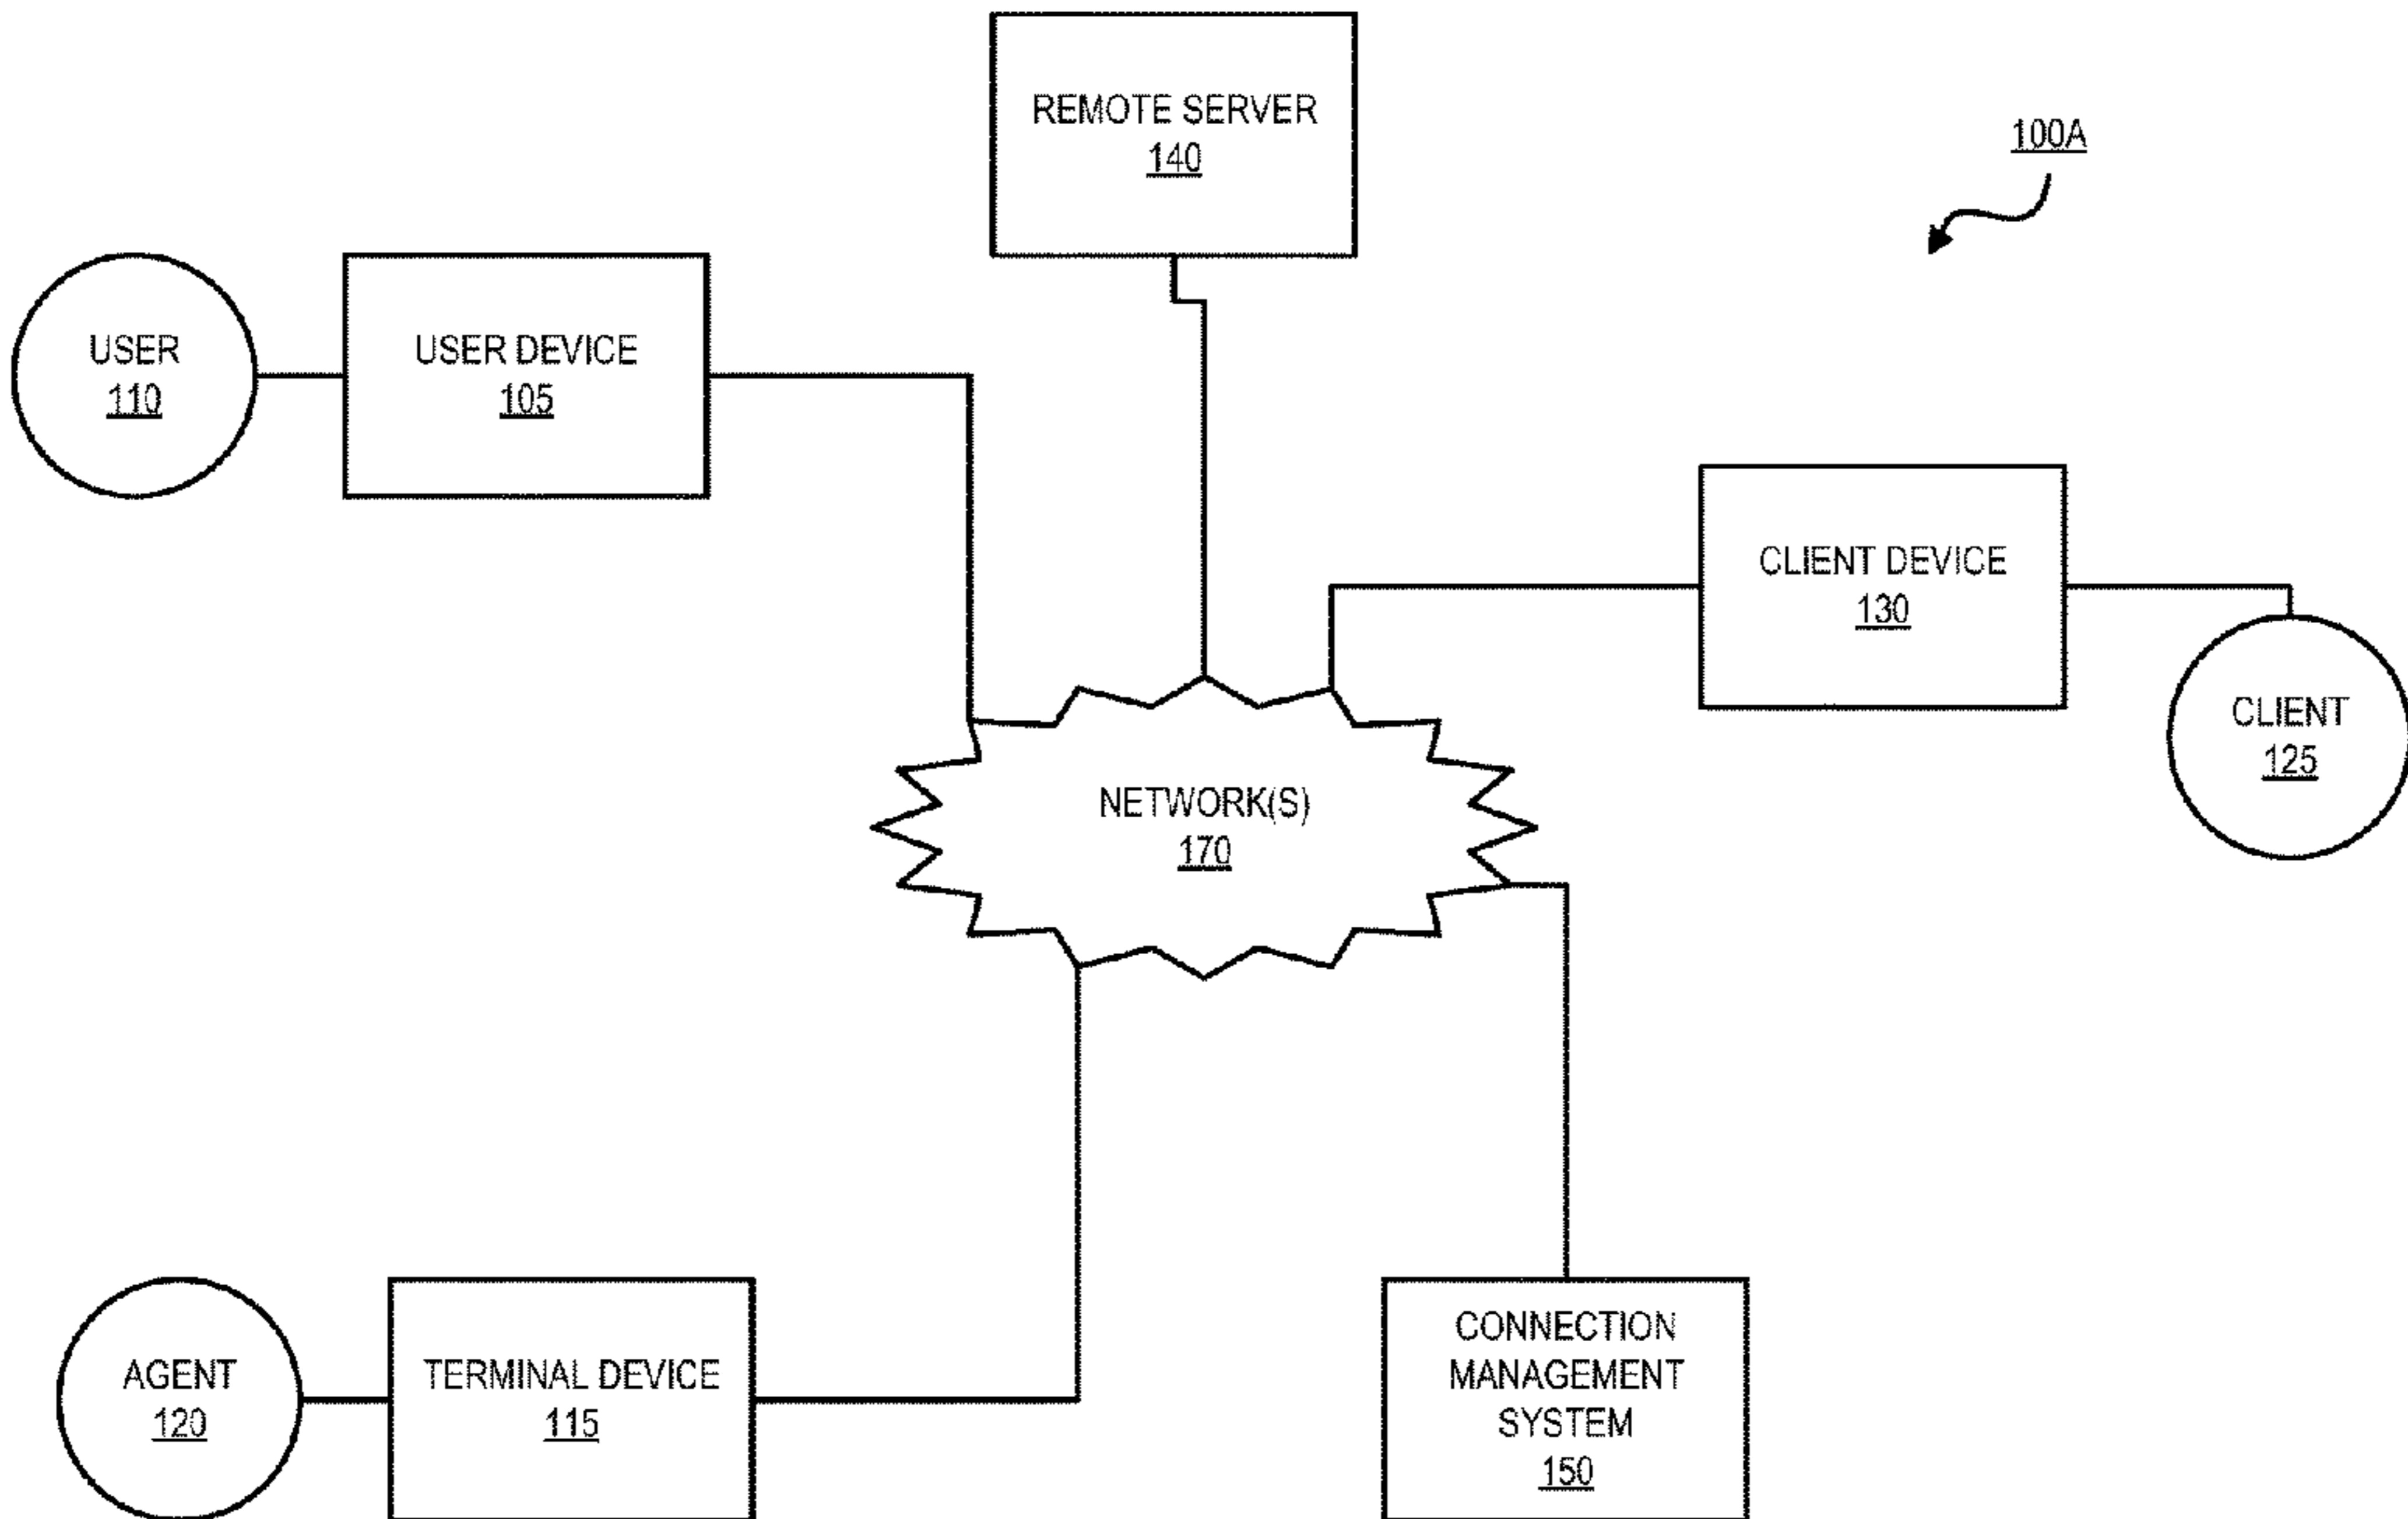 REMOTE SERVER
140
100A
USER
110
USER DEVICE
105
CLIENT DEVICE
130
CLIENT
125
NETWORK(S)
170
AGENT
120
TERMINAL DEVICE
115
CONNECTION
MANAGEMENT
SYSTEM
150